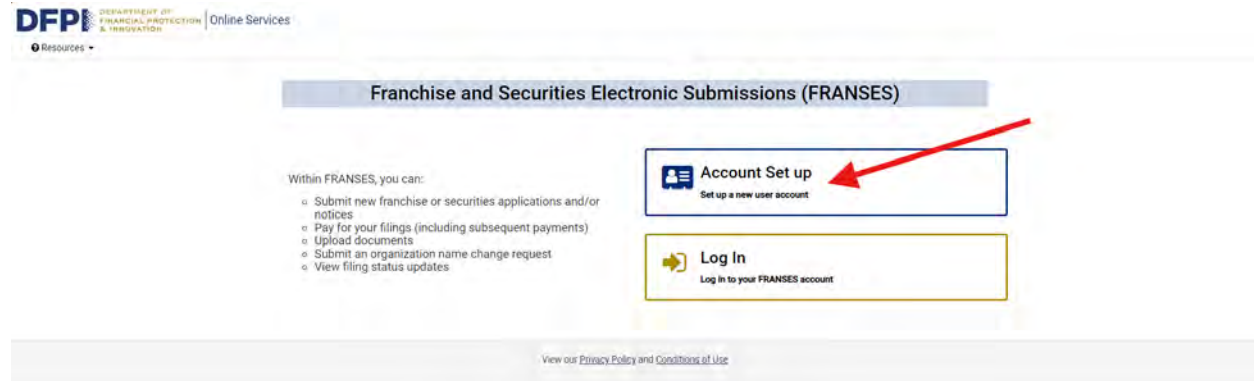 DFPI DEPARTMENT OF FINANCIAL PROTECTION & INNOVATION Online Services
Resources
Franchise and Securities Electronic Submissions (FRANSES)
Within FRANSES, you can:
Submit new franchise or securities applications and/or
notices
Pay for your filings (including subsequent payments)
Upload documents
Submit an organization name change request
View filing status updates
Account Set up
Set up a new user account
Log In
Log in to your FRANSES account
View our Privacy Policy and Conditions of Use